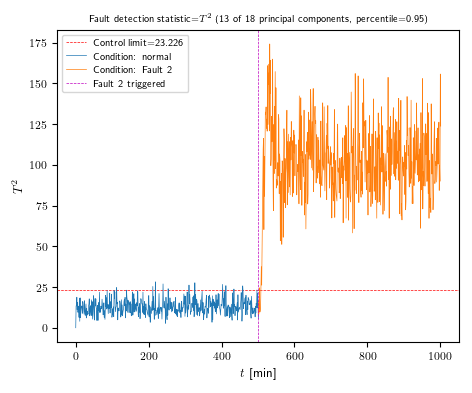 Fault detection statistic=T² (13 of 18 principal components, percentile=0.95)
Control limit=23.226
Condition: normal
Condition: Fault 2
Fault 2 triggered
175
150
125
100
75
50
25
0
T²
0 200 400 600 800 1000
t [min]